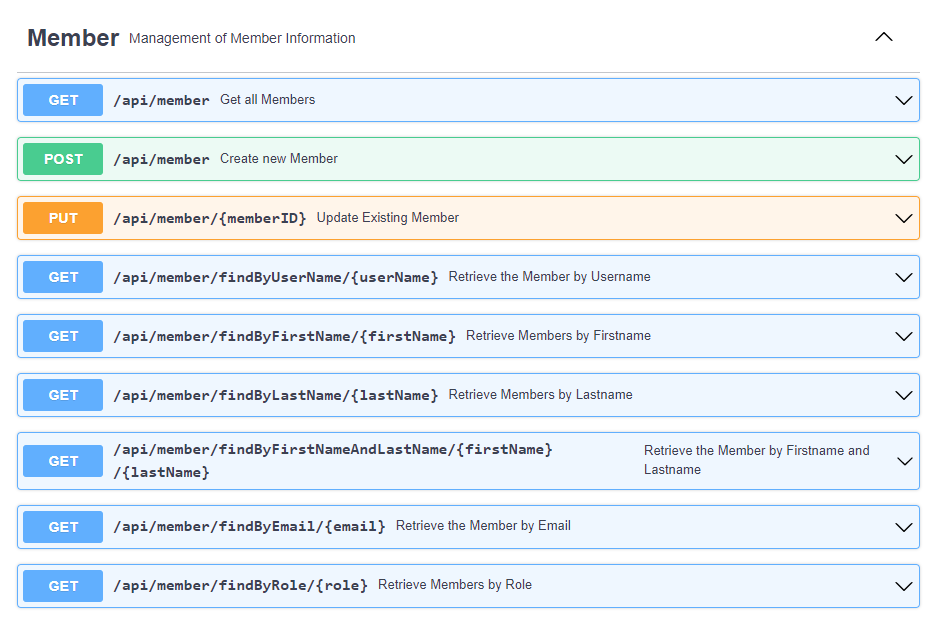 Member Management of Member Information
GET /api/member Get all Members
POST /api/member Create new Member
PUT /api/member/{memberID} Update Existing Member
GET /api/member/findByUserName/{userName} Retrieve the Member by Username
GET /api/member/findByFirstName/{firstName} Retrieve Members by Firstname
GET /api/member/findByLastName/{lastName} Retrieve Members by Lastname
GET /api/member/findByFirstNameAndLastName/{firstName}
/{lastName}
Retrieve the Member by Firstname and
Lastname
GET /api/member/findByEmail/{email} Retrieve the Member by Email
GET /api/member/findByRole/{role} Retrieve Members by Role